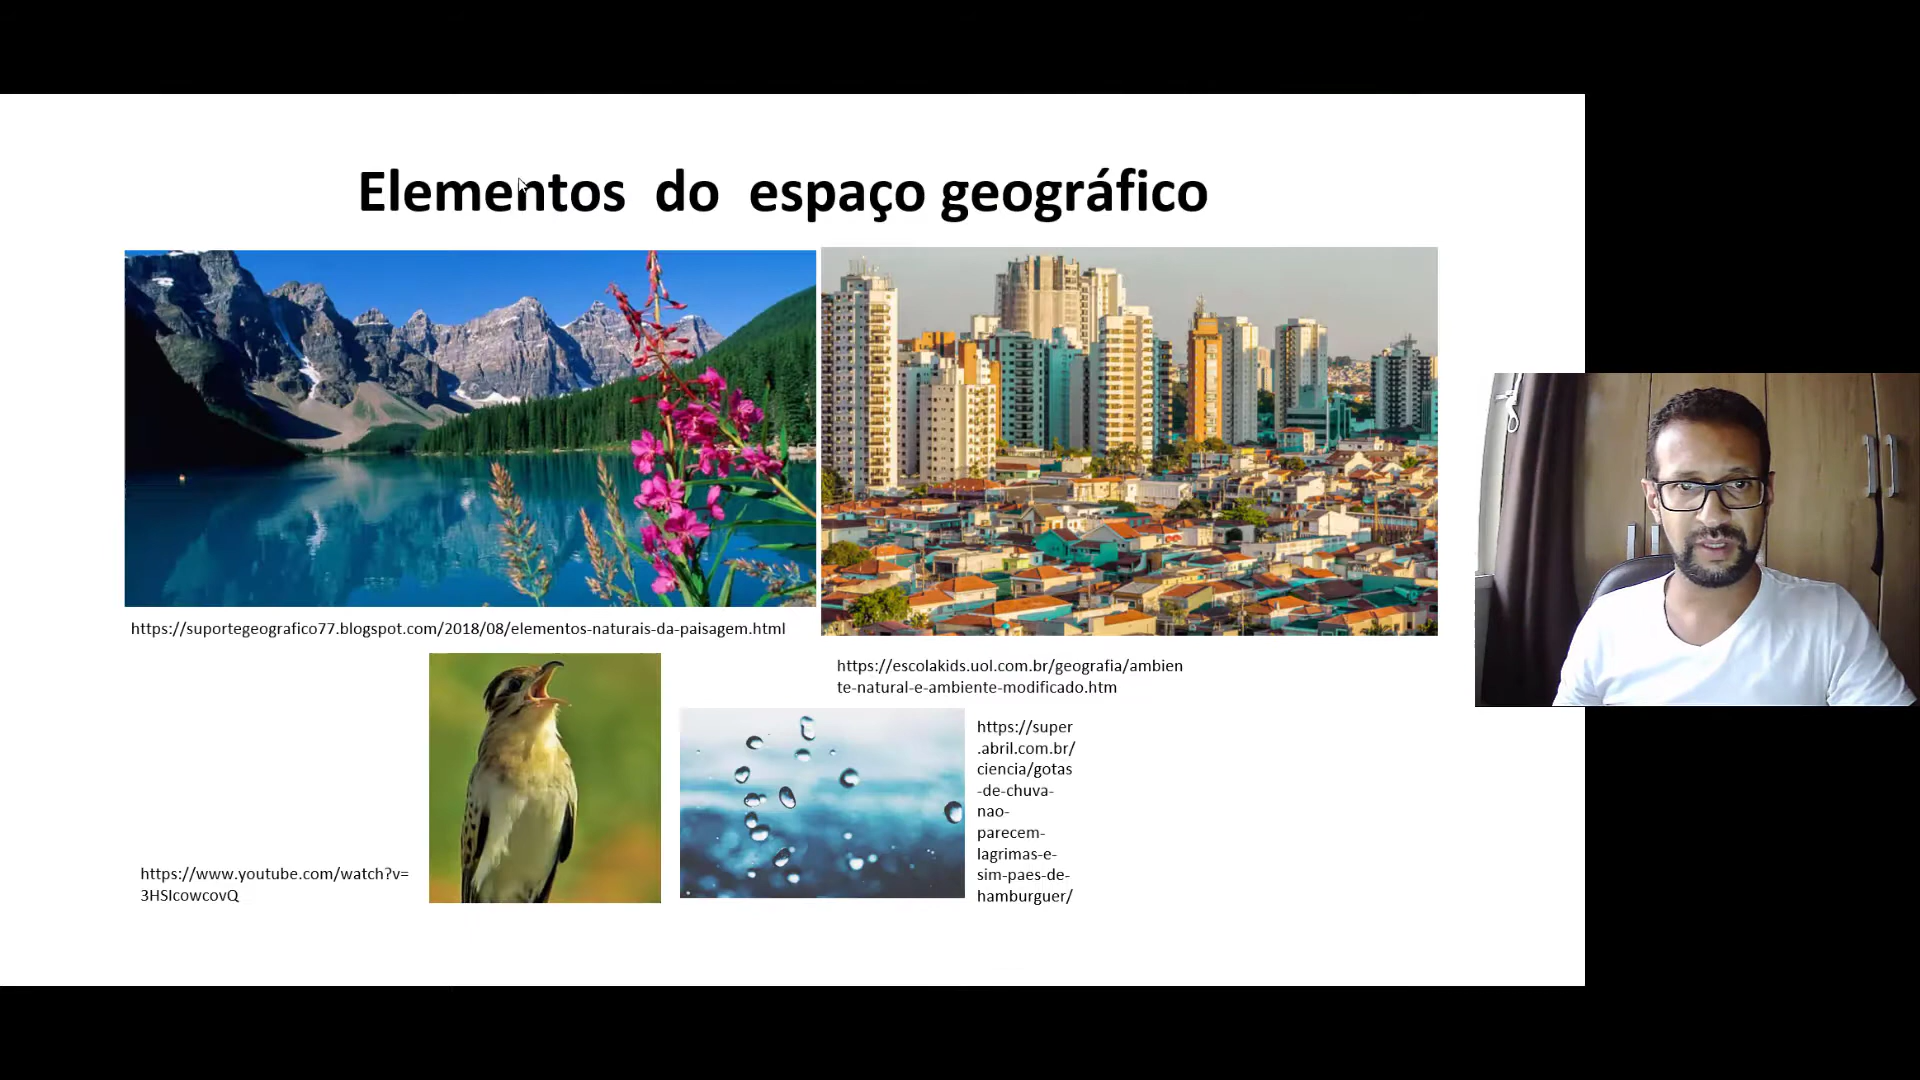 Elementos do espaço geográfico
https://suportegeografico77.blogspot.com/2018/08/elementos-naturais-da-paisagem.html
https://escolakids.uol.com.br/geografia/ambien
te-natural-e-ambiente-modificado.htm
https://super
.abril.com.br/
ciencia/gotas
-de-chuva-
nao-
parecem-
lagrimas-e-
sim-paes-de-
hamburguer/
https://www.youtube.com/watch?v=
3HSIcowcovQ